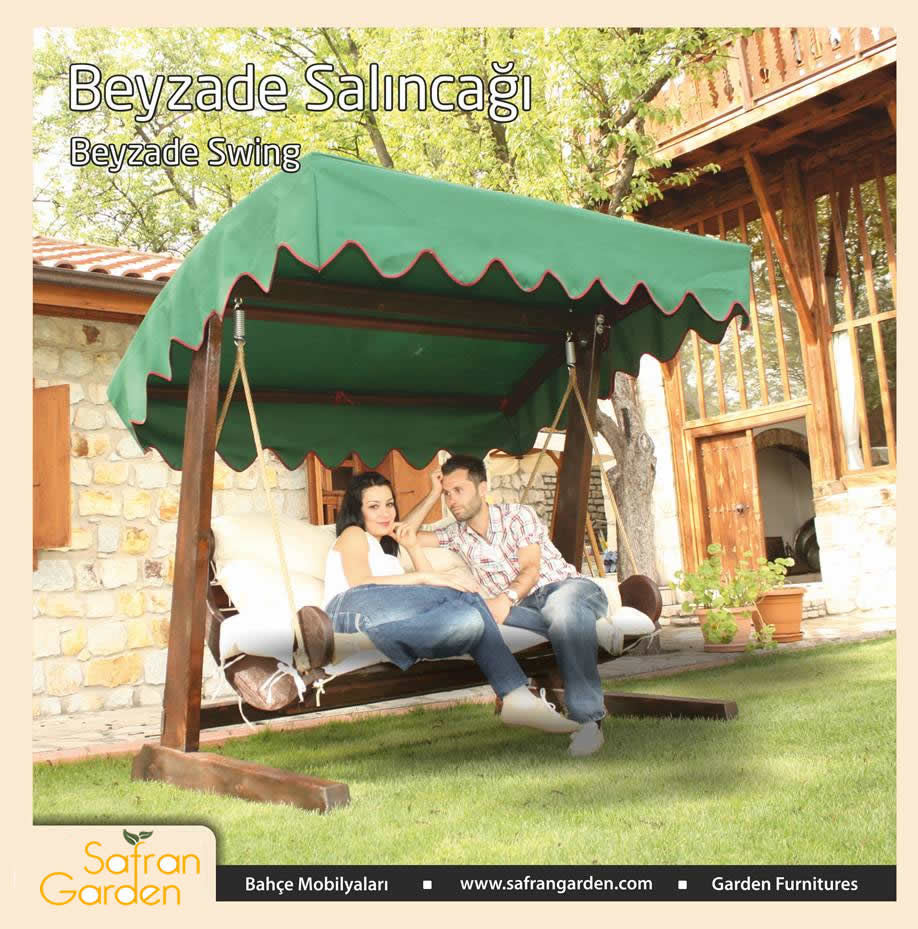 Beyzade Salıncağı
Beyzade Swing
Safran
Garden
Bahçe Mobilyaları ▪ www.safrangarden.com ▪ Garden Furnitures